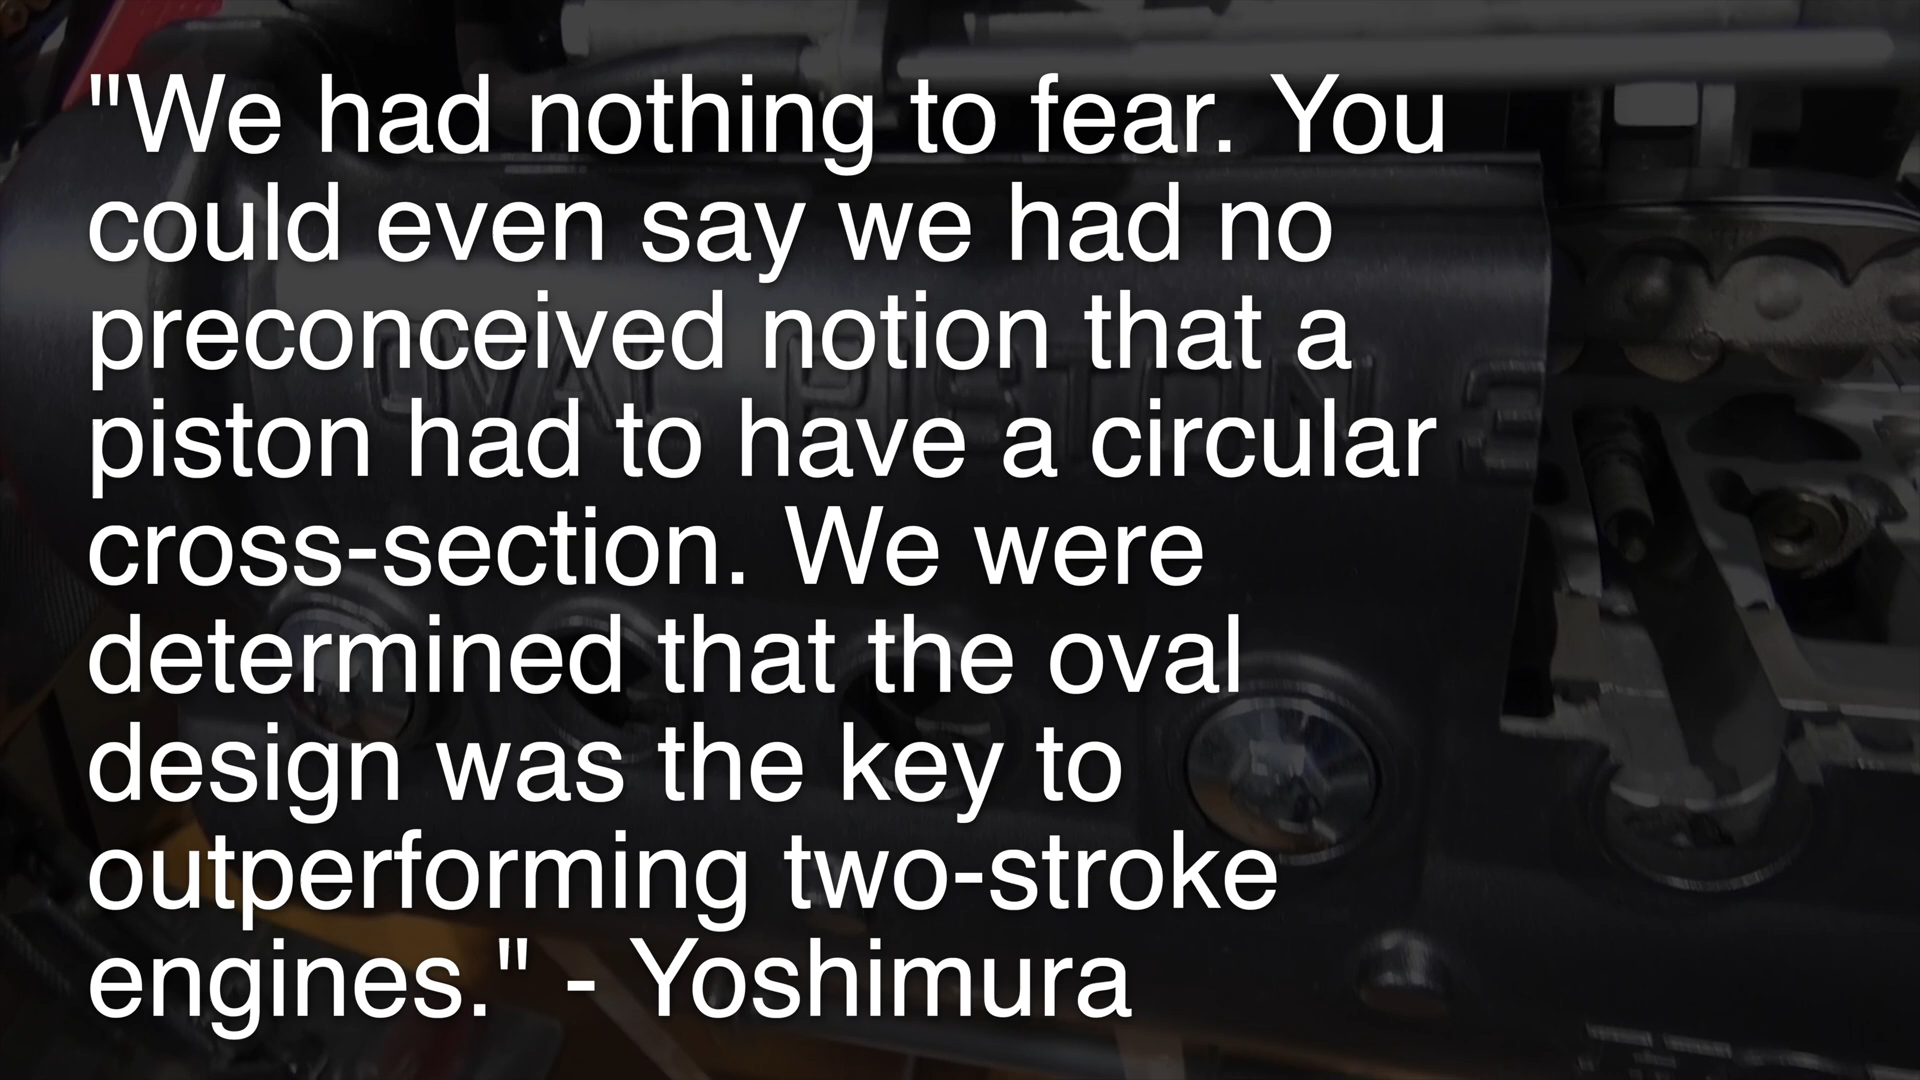 "We had nothing to fear. You
could even say we had no
preconceived notion that a
piston had to have a circular
cross-section. We were
determined that the oval
design was the key to
outperforming two-stroke
engines." - Yoshimura
OVAL PISTON